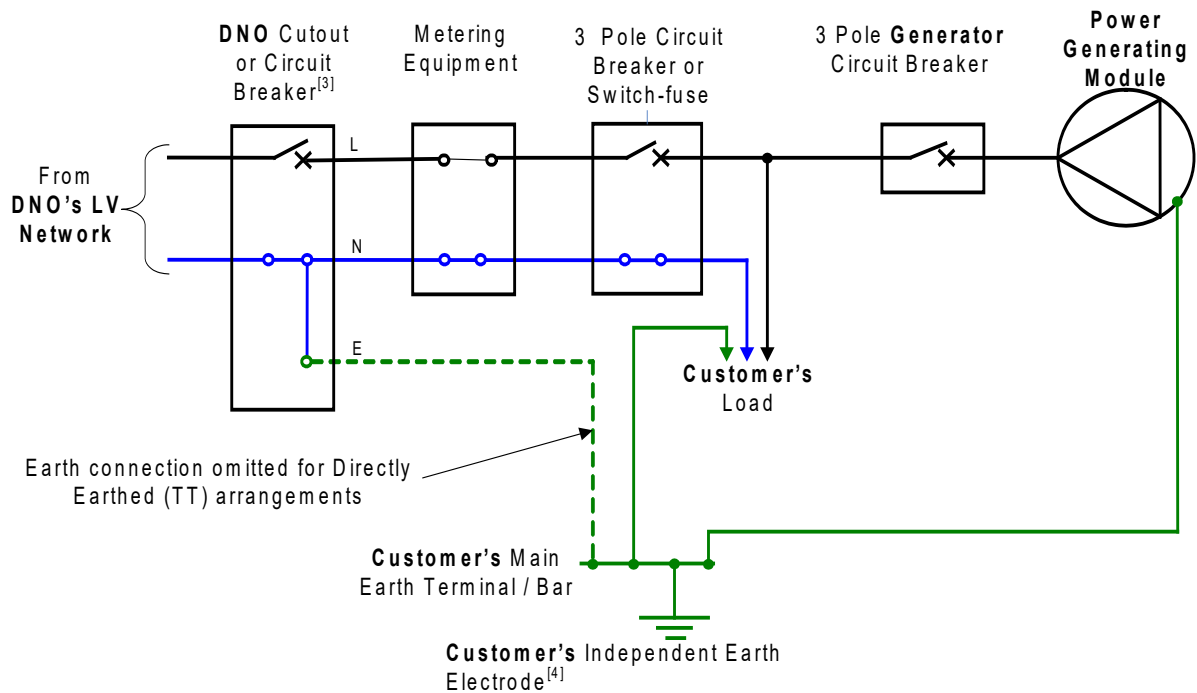 DNO Cutout
or Circuit
Breaker[3]
Metering
Equipment
3 Pole Circuit
Breaker or
Switch-fuse
3 Pole Generator
Circuit Breaker
Power
Generating
Module
L
From
DNO's LV
Network
N
E
Customer's
Load
Earth connection omitted for Directly
Earthed (TT) arrangements
Customer's Main
Earth Terminal / Bar
Customer's Independent Earth
Electrode[4]